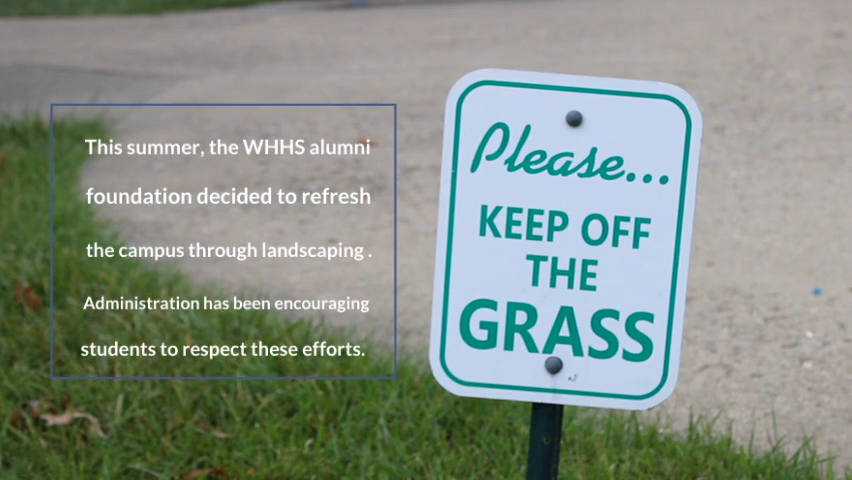 This summer, the WHHS alumni
foundation decided to refresh
the campus through landscaping .
Administration has been encouraging
students to respect these efforts.
Please...
KEEP OFF
THE
GRASS